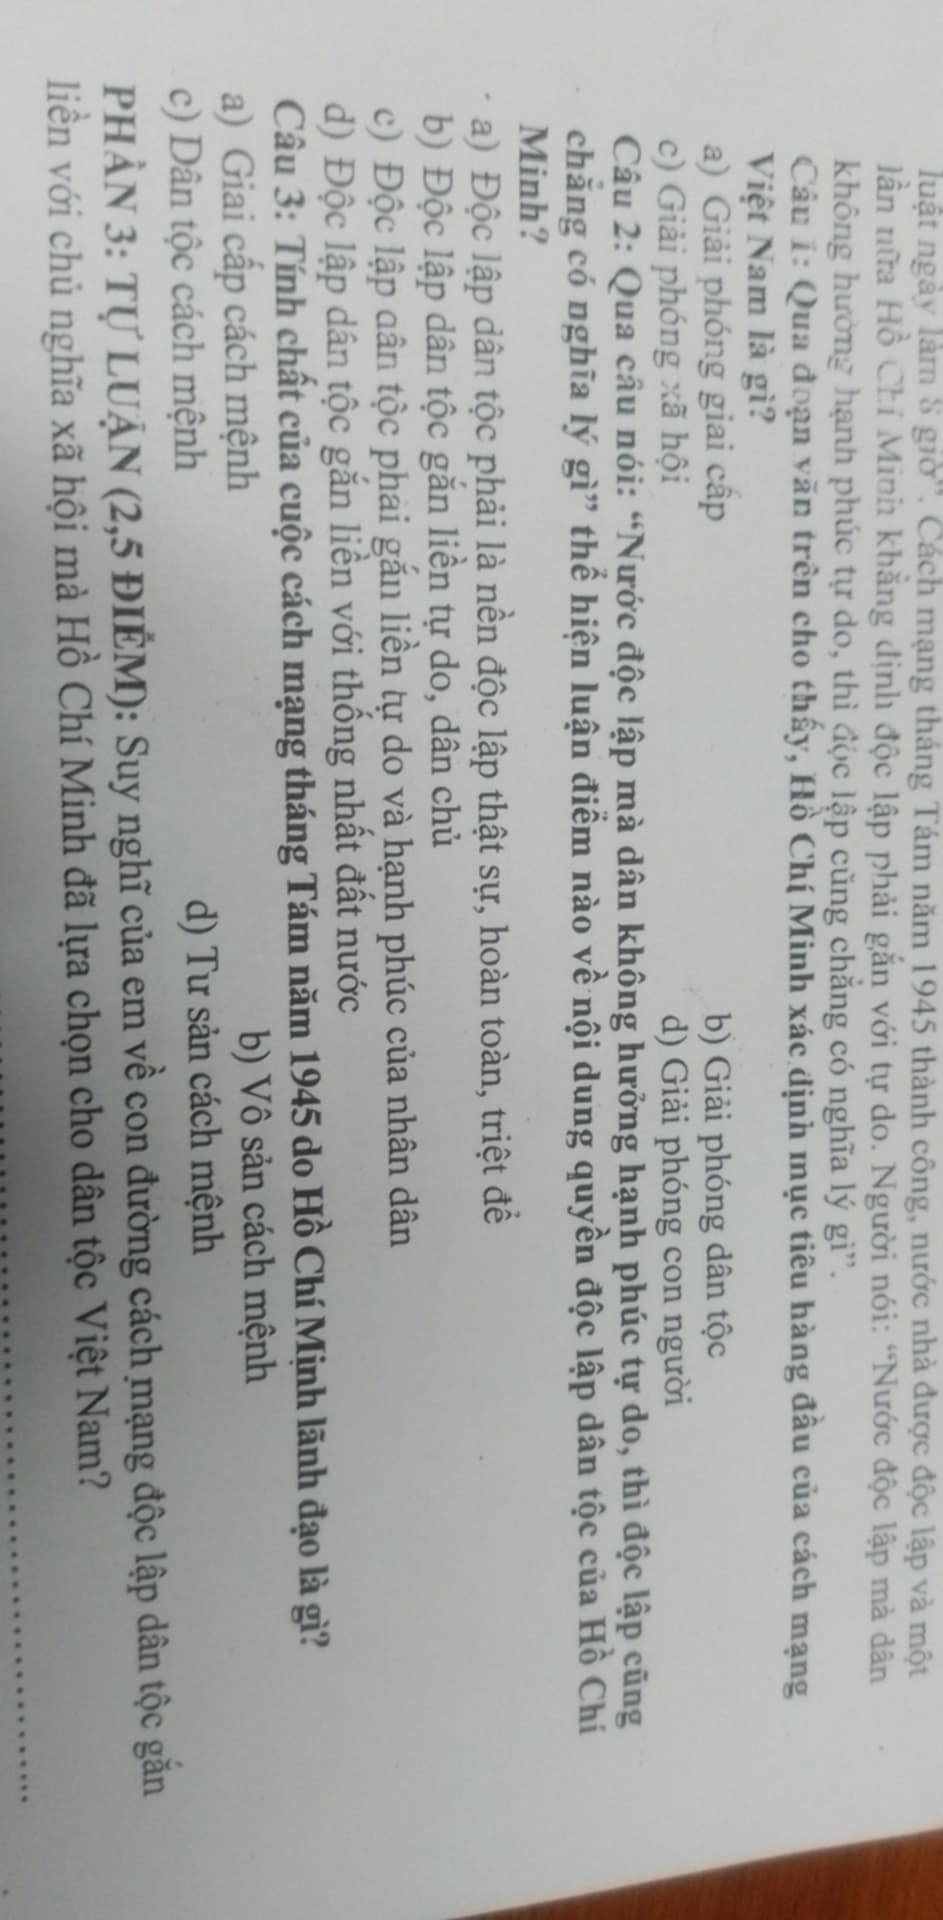 luật ngày làm 8 giờ”. Cách mạng tháng Tám năm 1945 thành công, nước nhà được độc lập và một
lần nữa Hồ Chí Minh khẳng định độc lập phải gắn với tự do. Người nói: “Nước độc lập mà dân
không hưởng hạnh phúc tự do, thì độc lập cũng chẳng có nghĩa lý gì”.
Câu 1: Qua đoạn văn trên cho thấy, Hồ Chí Minh xác định mục tiêu hàng đầu của cách mạng
Việt Nam là gì?
a) Giải phóng giai cấp b) Giải phóng dân tộc
c) Giải phóng xã hội d) Giải phóng con người
Câu 2: Qua câu nói: “Nước độc lập mà dân không hưởng hạnh phúc tự do, thì độc lập cũng
chẳng có nghĩa lý gì” thể hiện luận điểm nào về nội dung quyền độc lập dân tộc của Hồ Chí
Minh?
a) Độc lập dân tộc phải là nền độc lập thật sự, hoàn toàn, triệt để
b) Độc lập dân tộc gắn liền tự do, dân chủ
c) Độc lập dân tộc phải gắn liền tự do và hạnh phúc của nhân dân
d) Độc lập dân tộc gắn liền với thống nhất đất nước
Câu 3: Tính chất của cuộc cách mạng tháng Tám năm 1945 do Hồ Chí Minh lãnh đạo là gì?
a) Giai cấp cách mệnh b) Vô sản cách mệnh
c) Dân tộc cách mệnh d) Tư sản cách mệnh
PHẦN 3: TỰ LUẬN (2,5 ĐIỂM): Suy nghĩ của em về con đường cách mạng độc lập dân tộc gắn
liền với chủ nghĩa xã hội mà Hồ Chí Minh đã lựa chọn cho dân tộc Việt Nam?